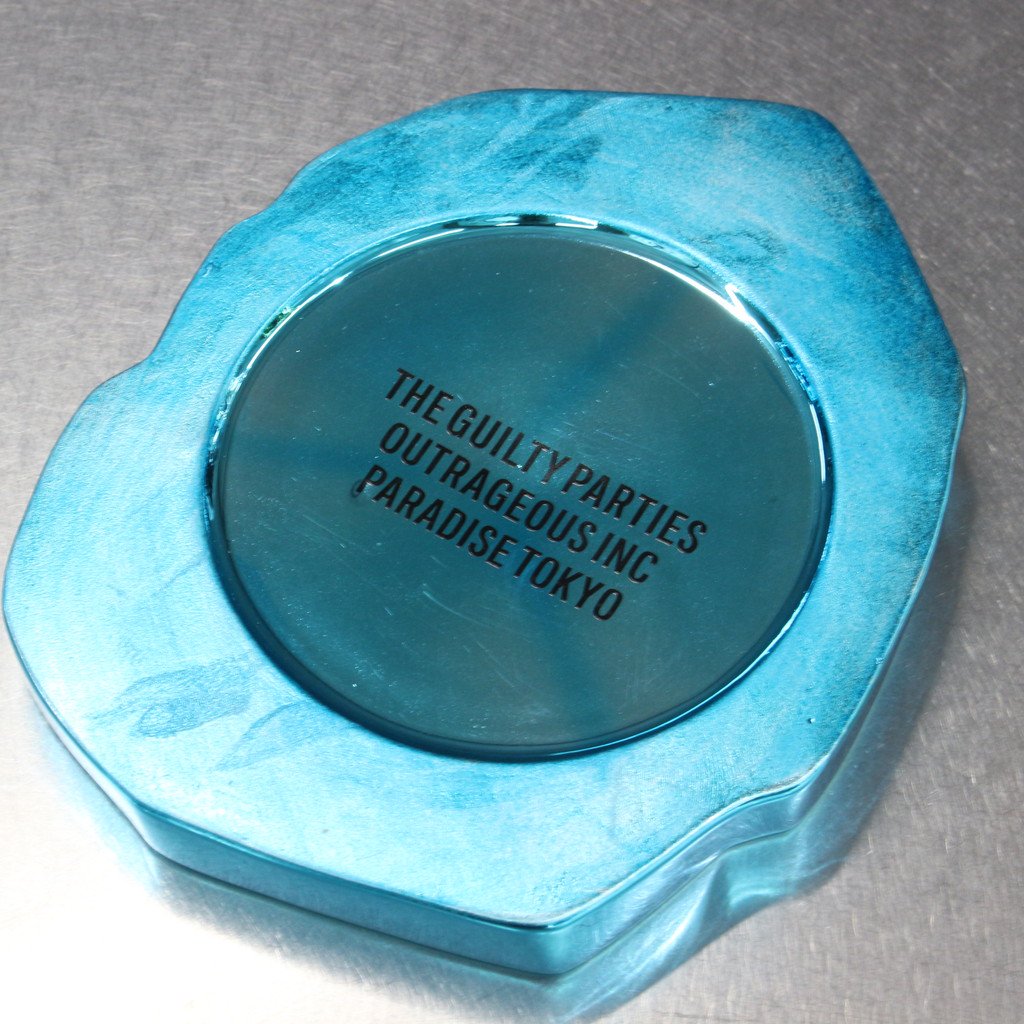 THE GUILTY PARTIES
OUTRAGEOUS INC
PARADISE TOKYO